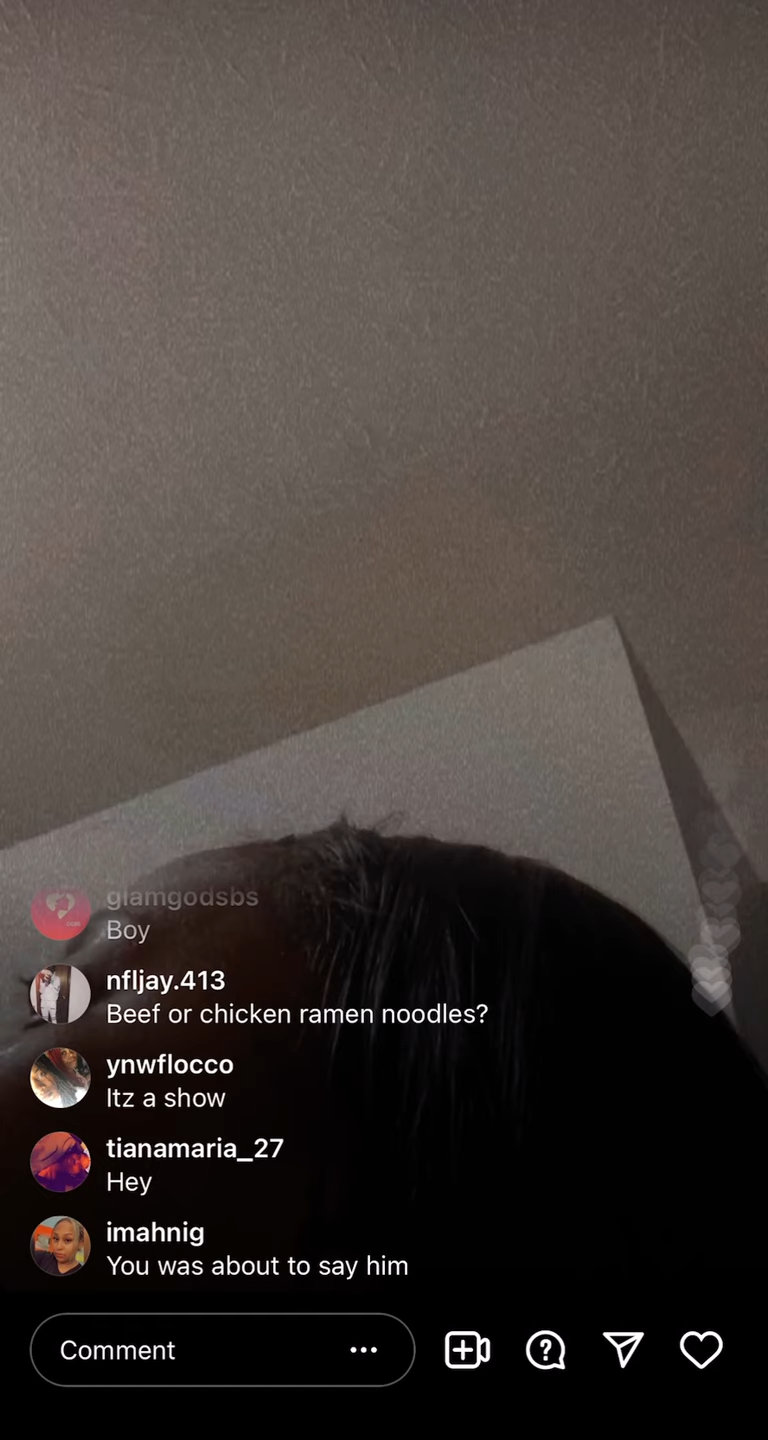 glamgodsbs
Boy
nfljay.413
Beef or chicken ramen noodles?
ynwflocco
Itz a show
tianamaria_27
Hey
imahnig
You was about to say him
Comment